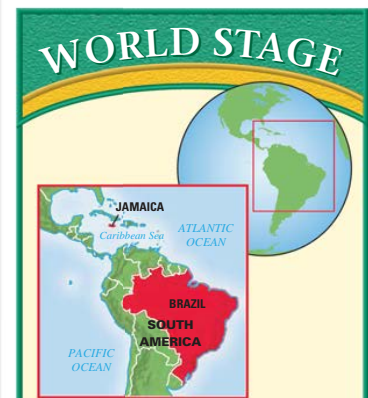 WORLD STAGE
JAMAICA
Caribbean Sea
ATLANTIC
OCEAN
BRAZIL
SOUTH
AMERICA
PACIFIC
OCEAN